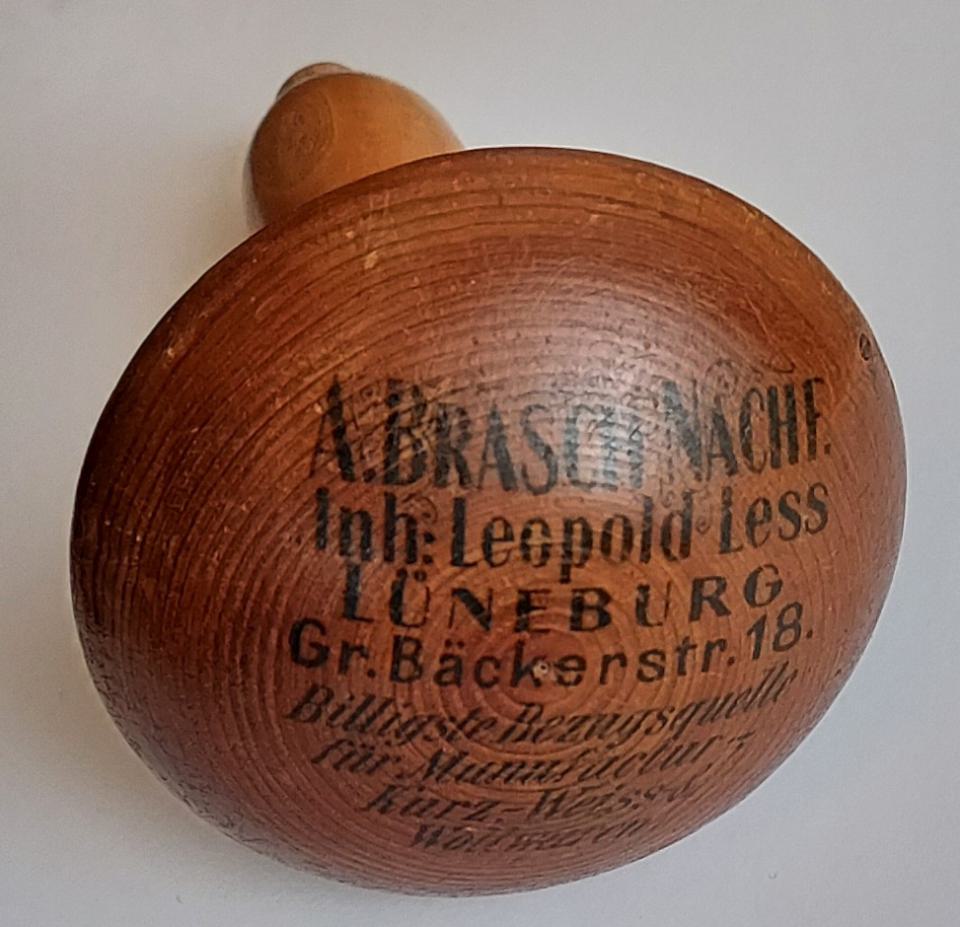 A. BRASCH NACHF.
Inh: Leopold Less
LÜNEBURG
Gr. Bäckerstr. 18.
Billigste Bezugsquelle
für Manufactur-,
Kurz-, Weiss- &
Wollwaren